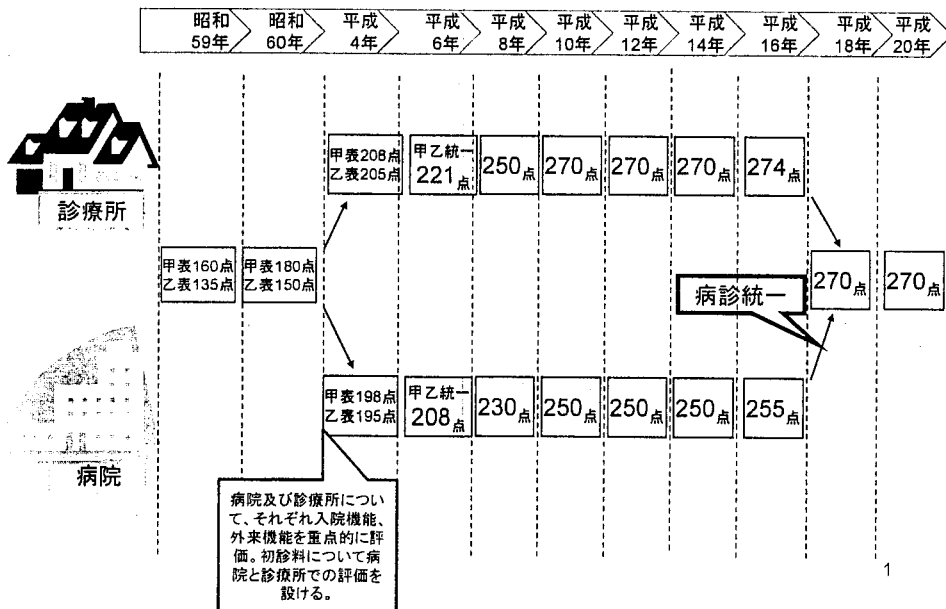 昭和
59年
昭和
60年
平成
4年
平成
6年
平成
8年
平成
10年
平成
12年
平成
14年
平成
16年
平成
18年
平成
20年
診療所
甲表208点
乙表205点
甲乙統一
221点
250点
270点
270点
270点
274点
甲表160点
乙表135点
甲表180点
乙表150点
病診統一
270点
270点
病院
甲表198点
乙表195点
甲乙統一
208点
230点
250点
250点
250点
255点
病院及び診療所につい
て、それぞれ入院機能、
外来機能を重点的に評
価。初診料について病
院と診療所での評価を
設ける。
1